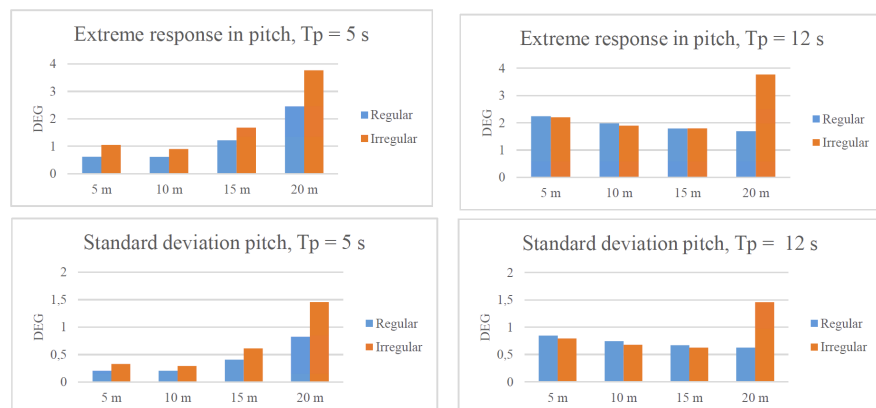 Extreme response in pitch, Tp = 5 s
4
3
2
1
0
DEG
5 m 10 m 15 m 20 m
Regular
Irregular
Extreme response in pitch, Tp = 12 s
4
3
2
1
0
DEG
5 m 10 m 15 m 20 m
Regular
Irregular
Standard deviation pitch, Tp = 5 s
2
1,5
1
0,5
0
DEG
5 m 10 m 15 m 20 m
Regular
Irregular
Standard deviation pitch, Tp = 12 s
2
1,5
1
0,5
0
DEG
5 m 10 m 15 m 20 m
Regular
Irregular